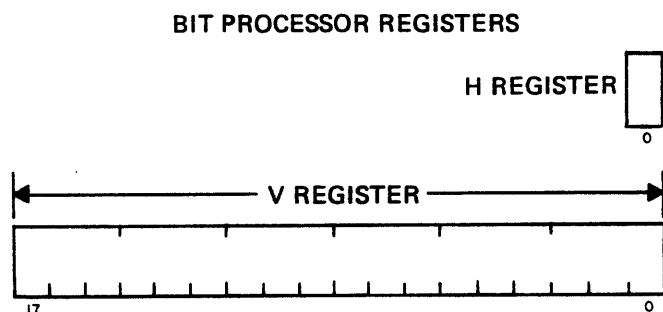 BIT PROCESSOR REGISTERS
H REGISTER
0
V REGISTER
17 0